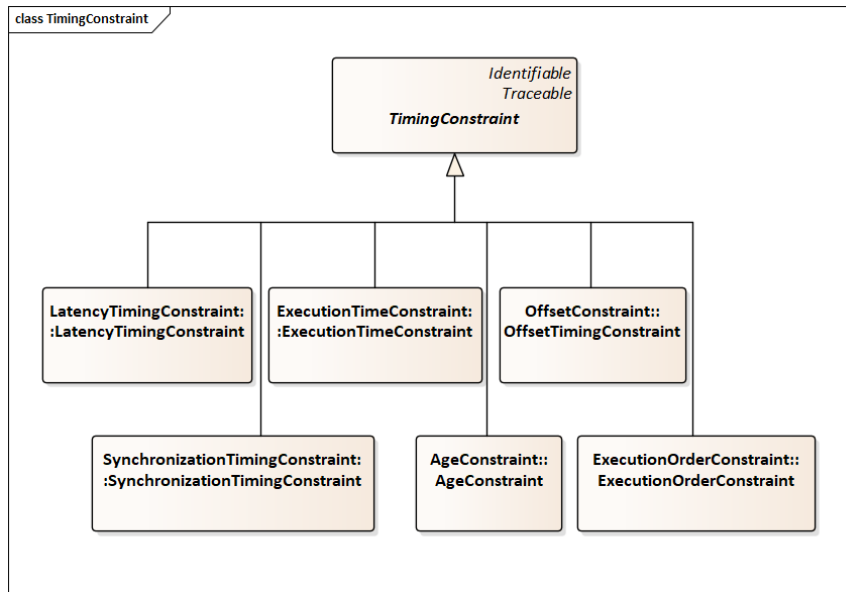 class TimingConstraint
Identifiable
Traceable
TimingConstraint
LatencyTimingConstraint:
:LatencyTimingConstraint
ExecutionTimeConstraint:
:ExecutionTimeConstraint
OffsetConstraint::
OffsetTimingConstraint
SynchronizationTimingConstraint:
:SynchronizationTimingConstraint
AgeConstraint::
AgeConstraint
ExecutionOrderConstraint::
ExecutionOrderConstraint